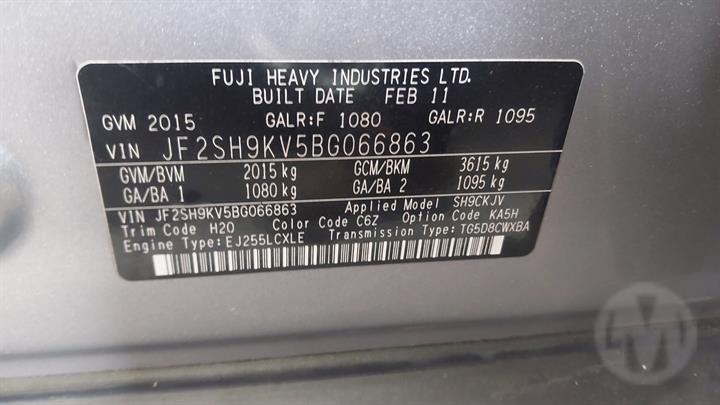 FUJI HEAVY INDUSTRIES LTD.
BUILT DATE FEB 11
GVM 2015 GALR:F 1080 GALR:R 1095
VIN JF2SH9KV5BG066863
GVM/BVM 2015 kg GCM/BKM 3615 kg
GA/BA 1 1080 kg GA/BA 2 1095 kg
VIN JF2SH9KV5BG066863 Applied Model SH9CKJV
Trim Code H20 Color Code C6Z Option Code KA5H
Engine Type:EJ255LCXLE Transmission Type:TG5D8CWXBA